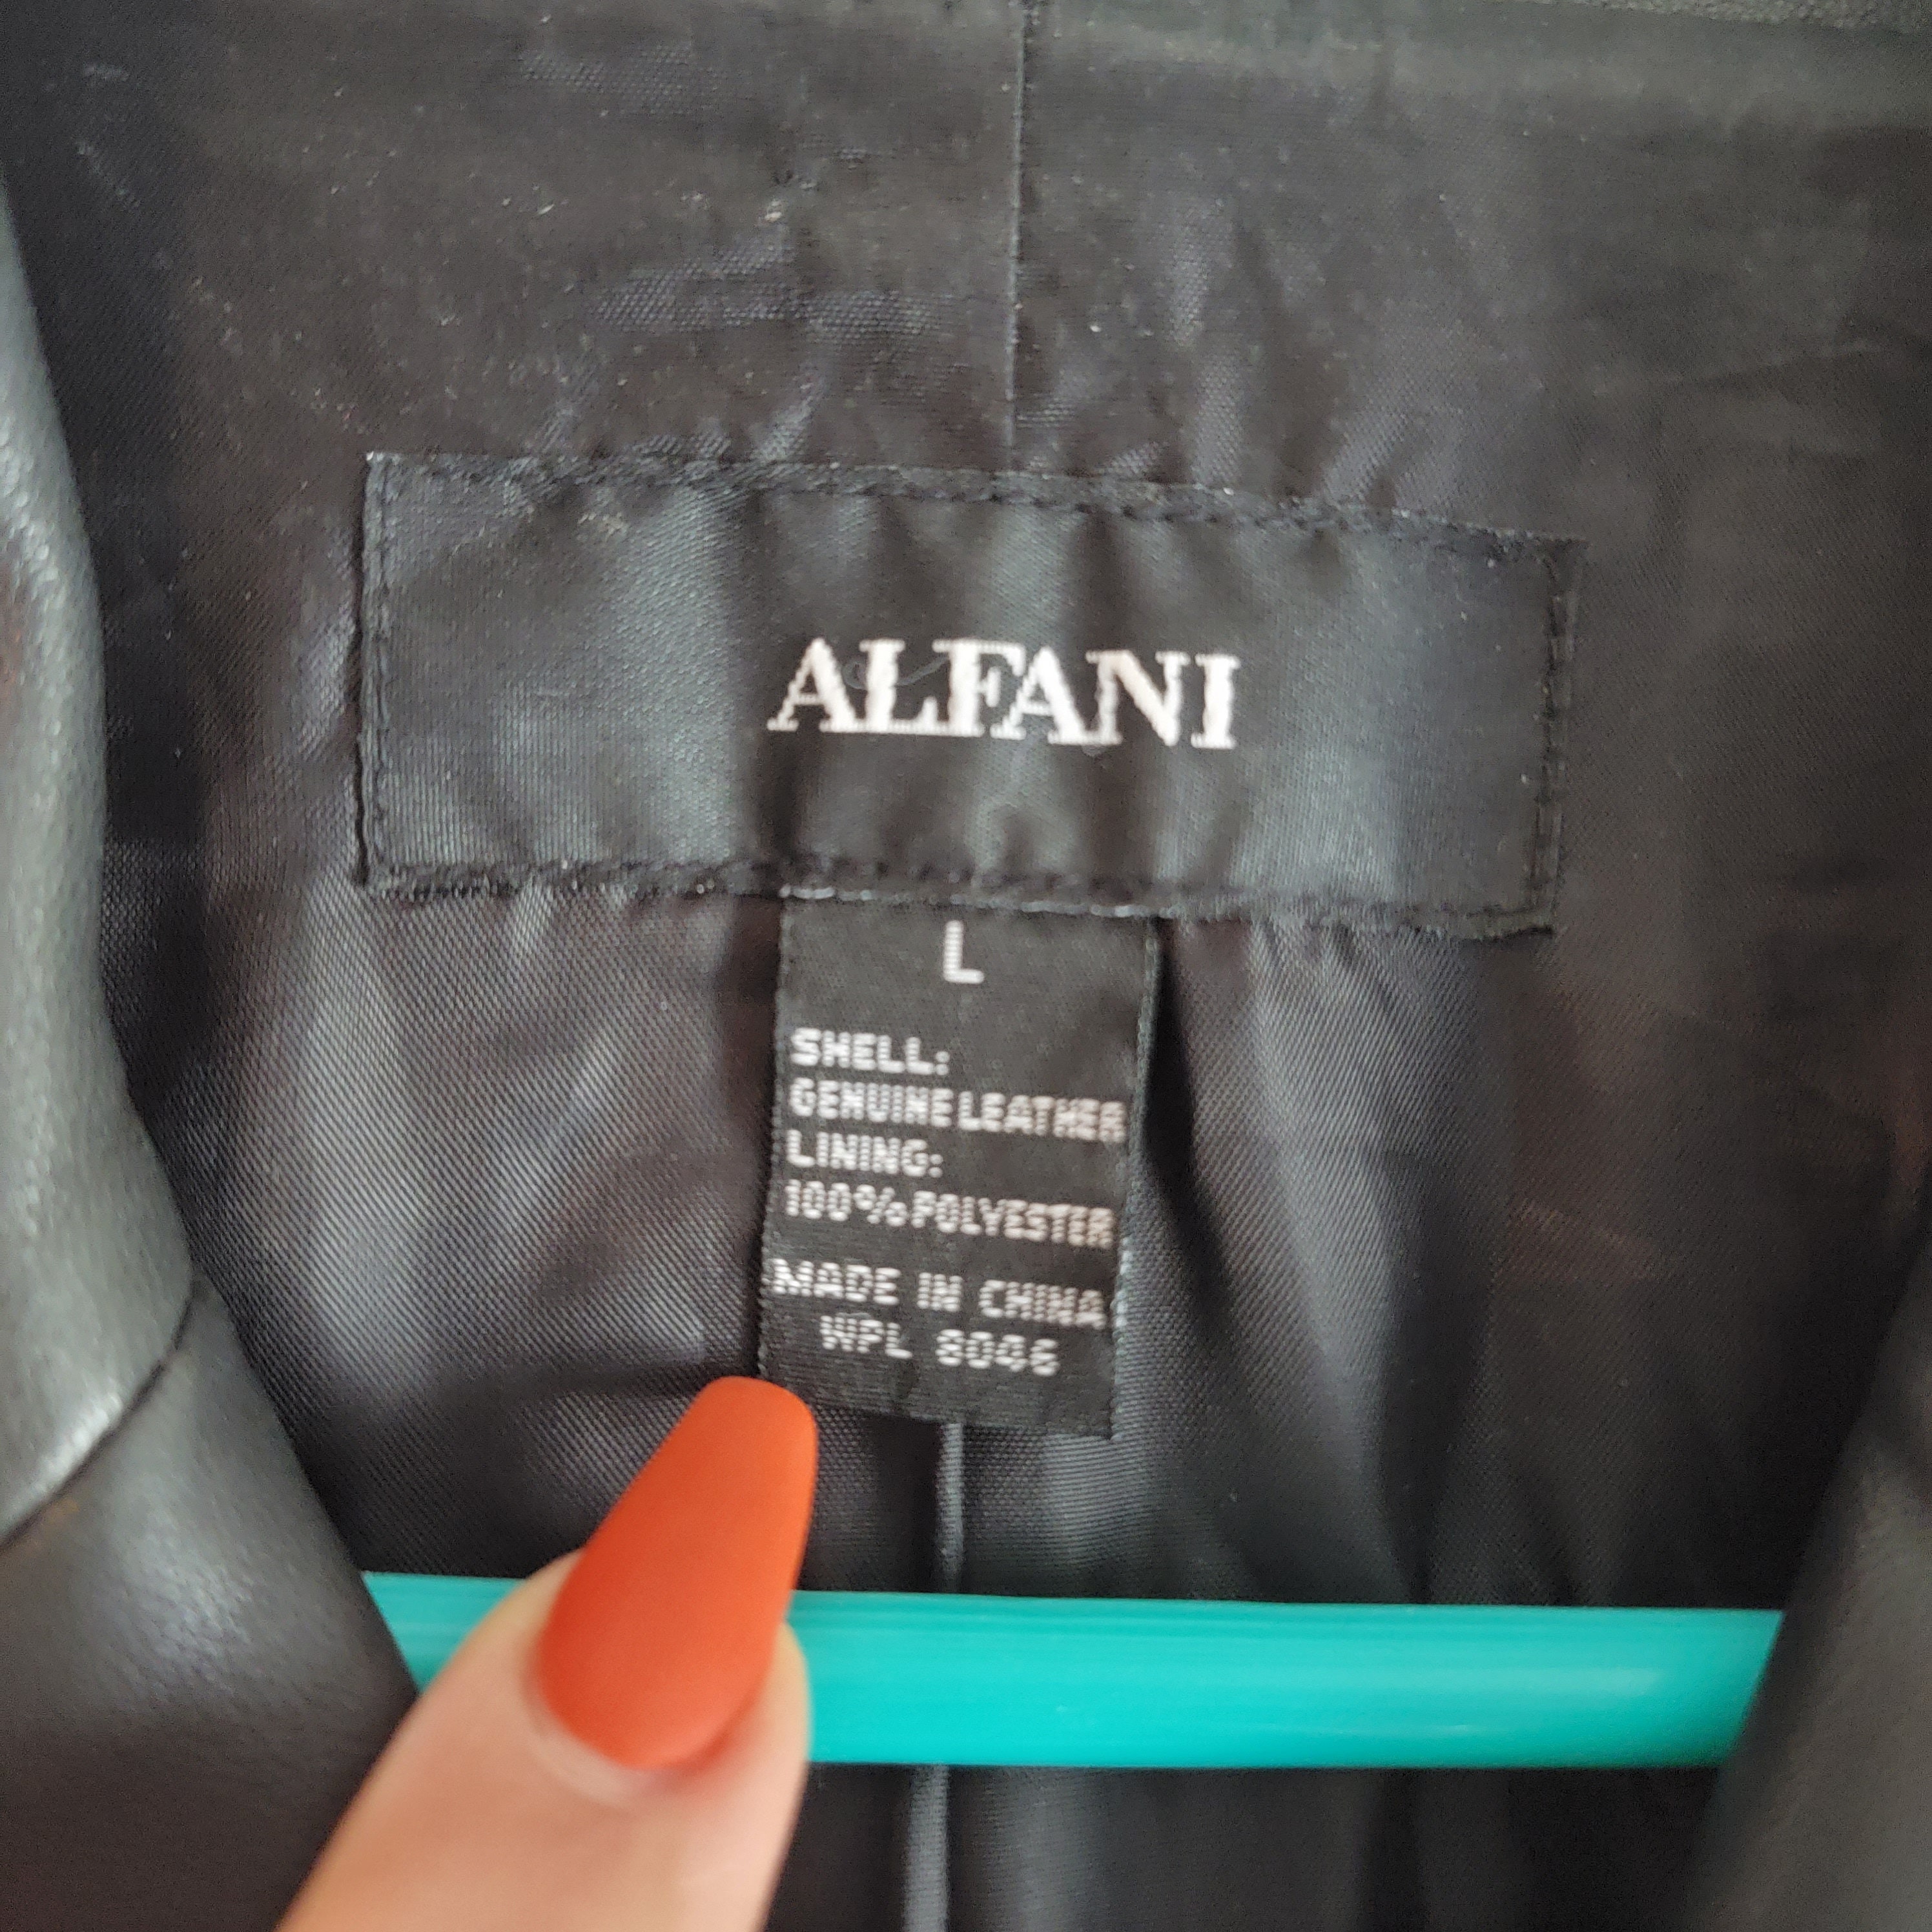 ALFANI
L
SHELL:
GENUINE LEATHER
LINING:
100% POLYESTER
MADE IN CHINA
WPL 8046